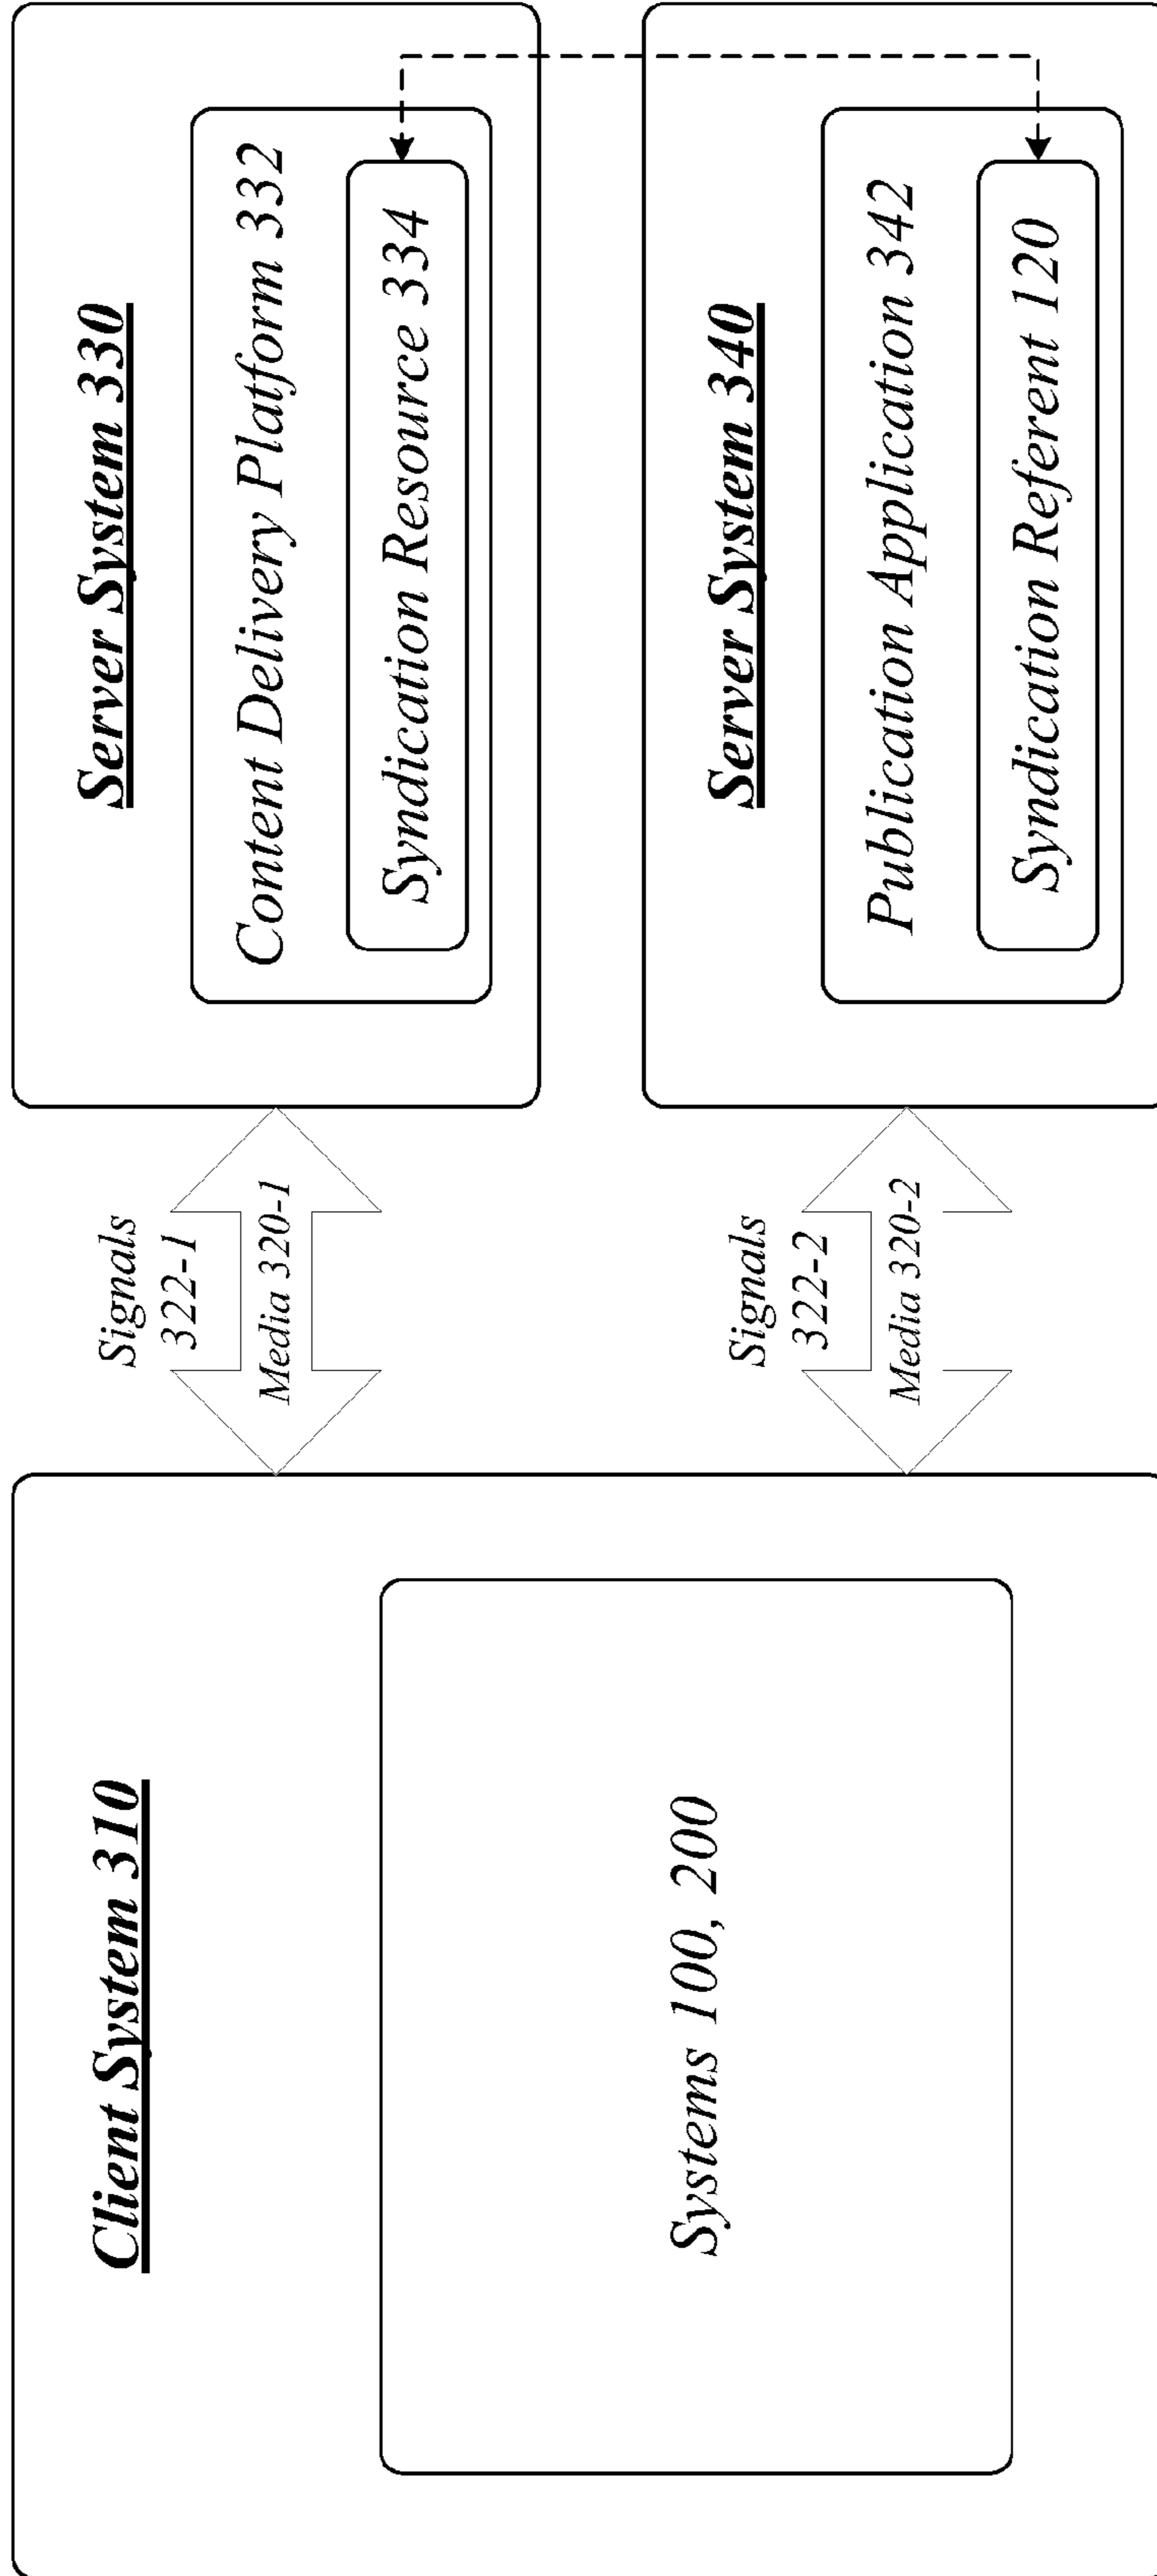 Client System 310
Systems 100, 200
Signals
322-1
Media 320-1
Signals
322-2
Media 320-2
Server System 330
Content Delivery Platform 332
Syndication Resource 334
Server System 340
Publication Application 342
Syndication Referent 120